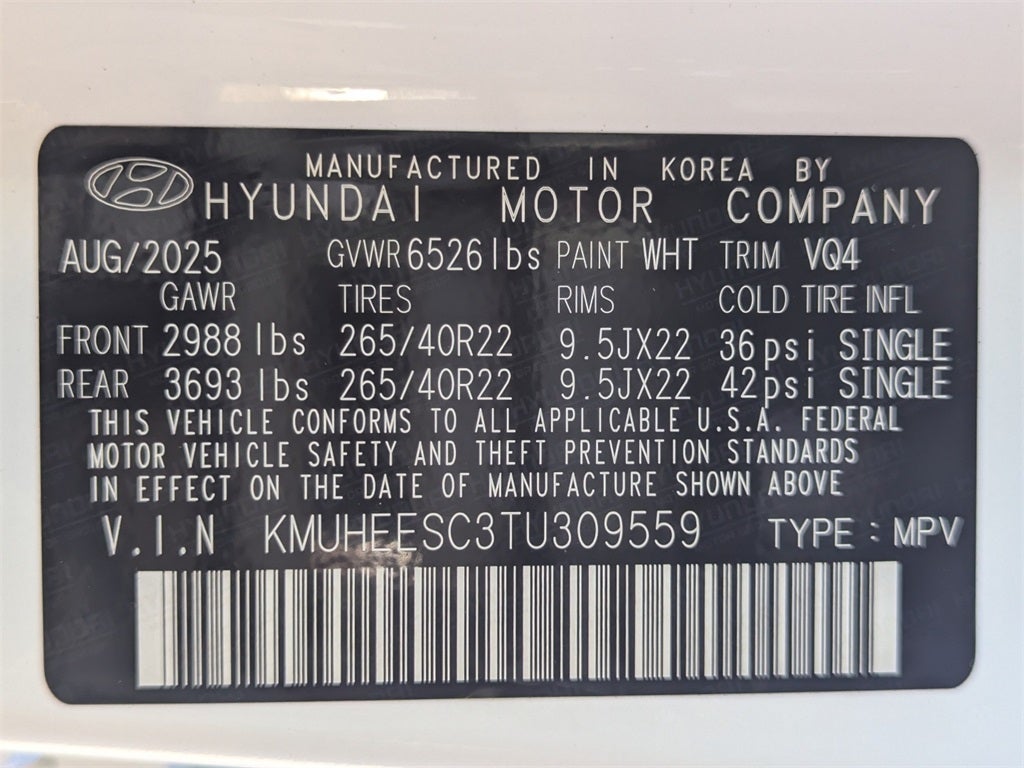 MANUFACTURED IN KOREA BY
HYUNDAI MOTOR COMPANY
AUG/2025 GVWR 6526 lbs PAINT WHT TRIM VQ4
GAWR TIRES RIMS COLD TIRE INFL
FRONT 2988 lbs 265/40R22 9.5JX22 36 psi SINGLE
REAR 3693 lbs 265/40R22 9.5JX22 42 psi SINGLE
THIS VEHICLE CONFORMS TO ALL APPLICABLE U.S.A. FEDERAL
MOTOR VEHICLE SAFETY AND THEFT PREVENTION STANDARDS
IN EFFECT ON THE DATE OF MANUFACTURE SHOWN ABOVE
V.I.N KMUHEESC3TU309559 TYPE : MPV